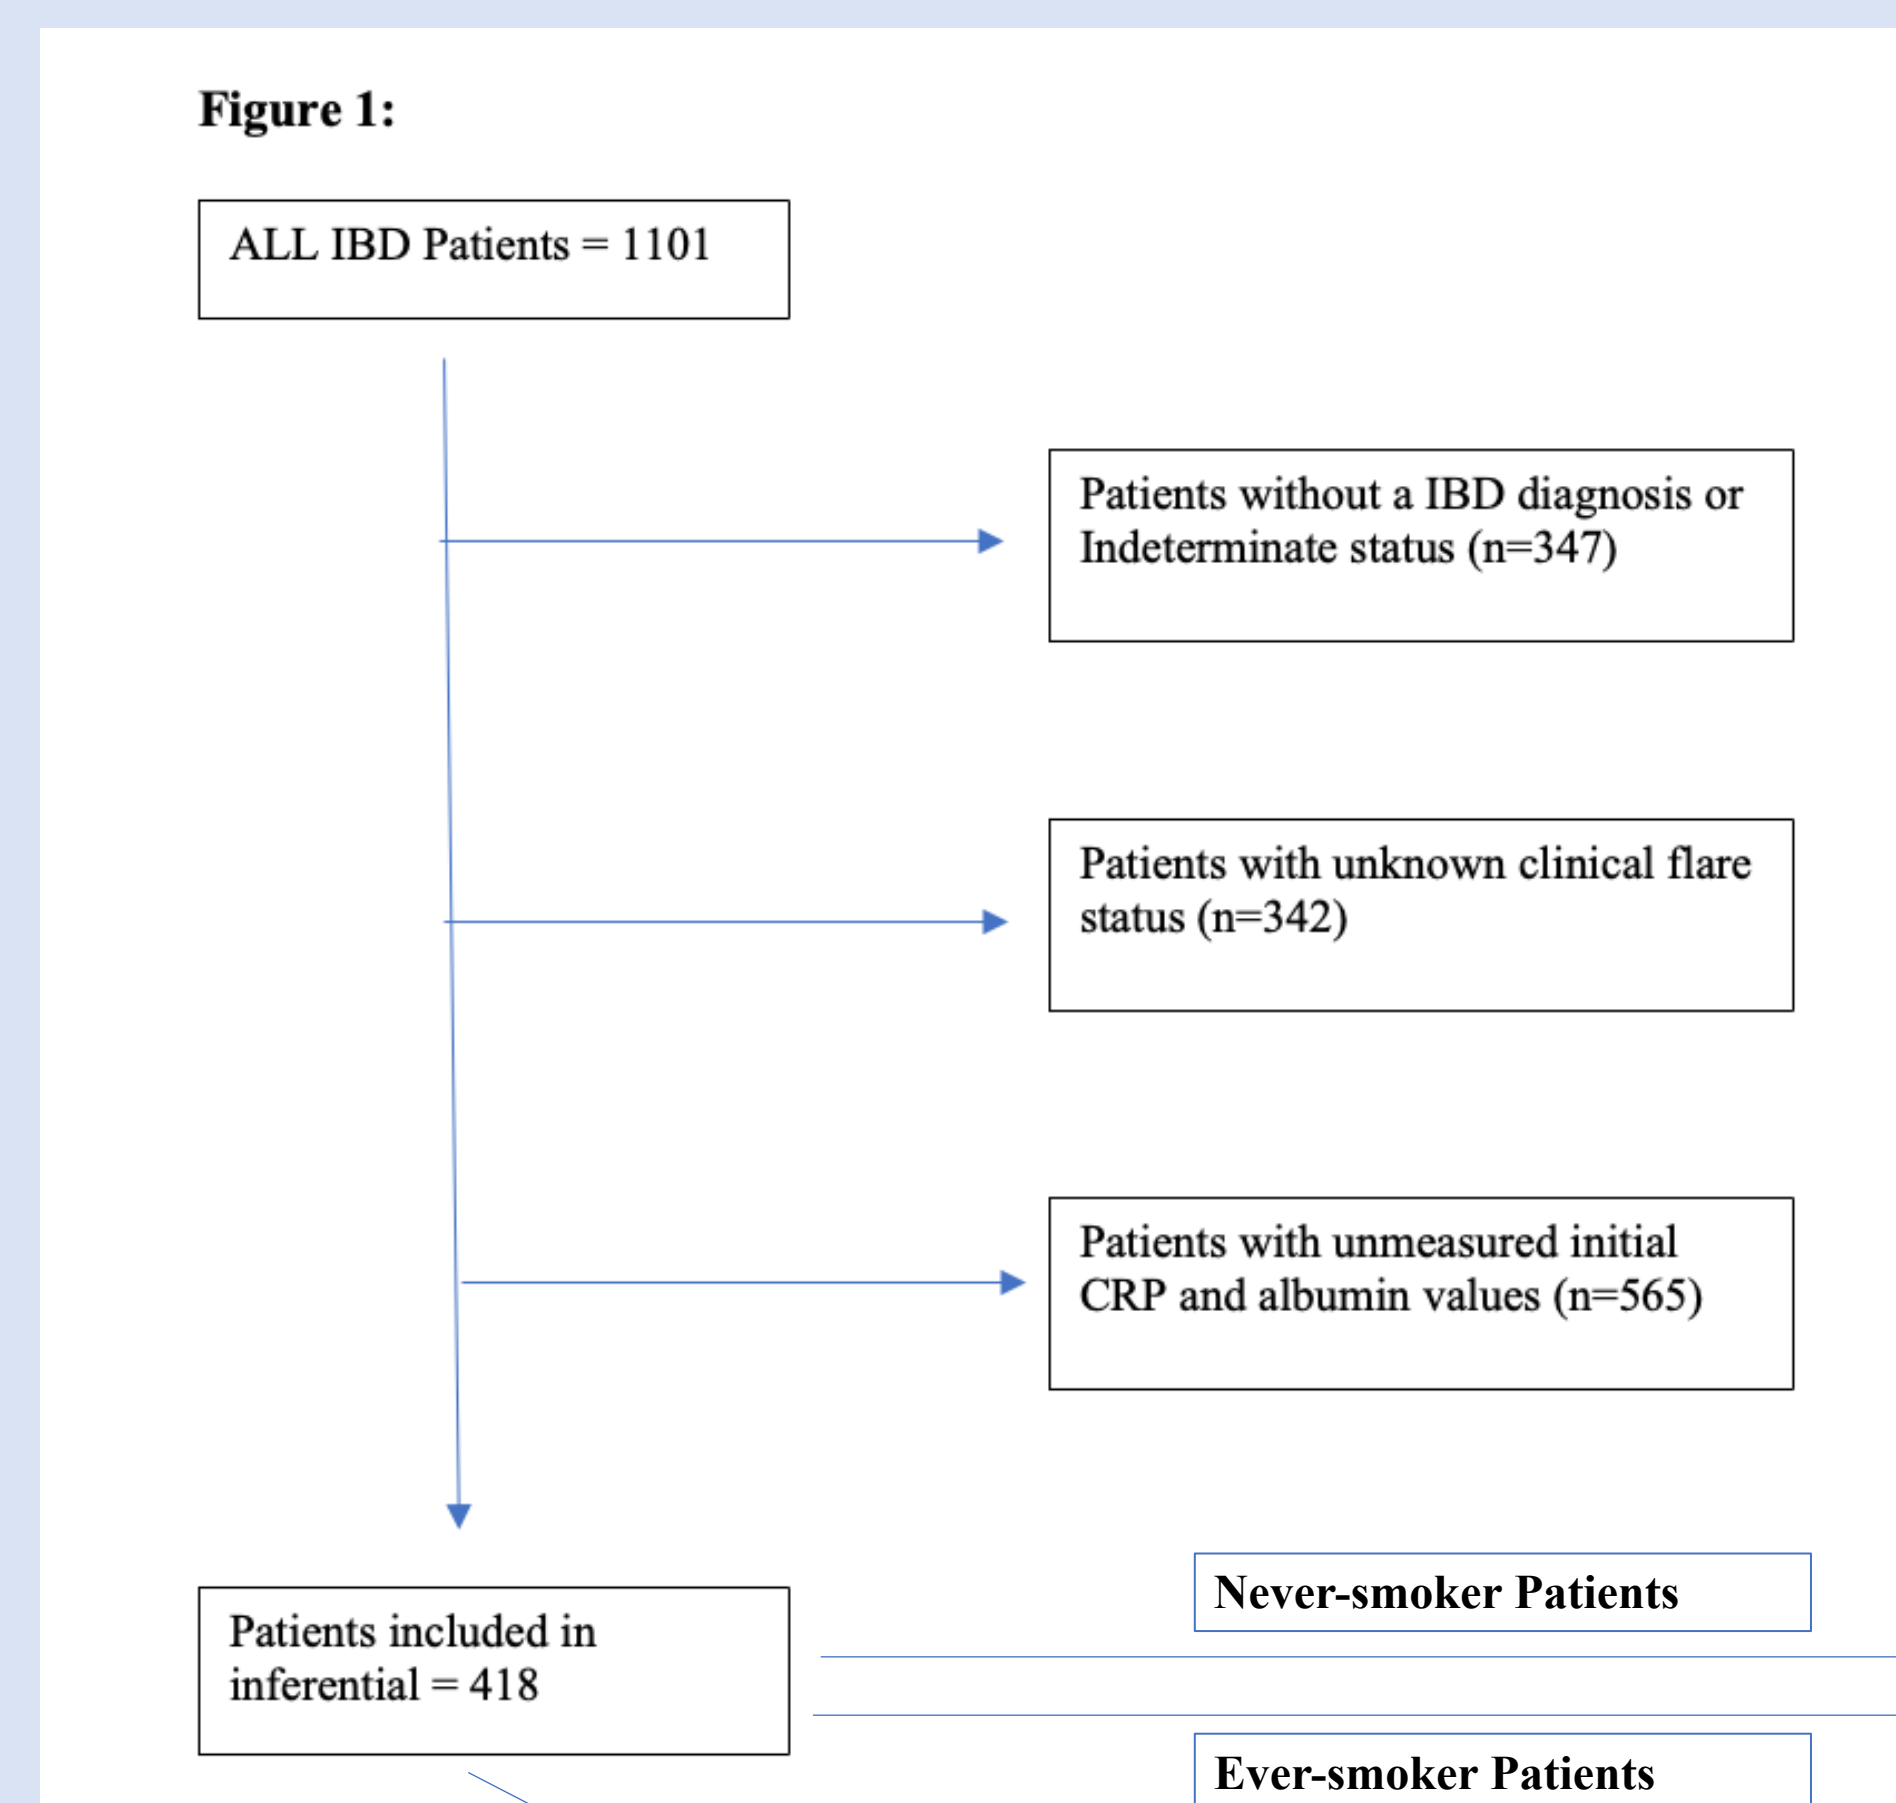 Figure 1:
ALL IBD Patients = 1101
Patients without a IBD diagnosis or
Indeterminate status (n=347)
Patients with unknown clinical flare
status (n=342)
Patients with unmeasured initial
CRP and albumin values (n=565)
Never-smoker Patients
Patients included in
inferential = 418
Ever-smoker Patients